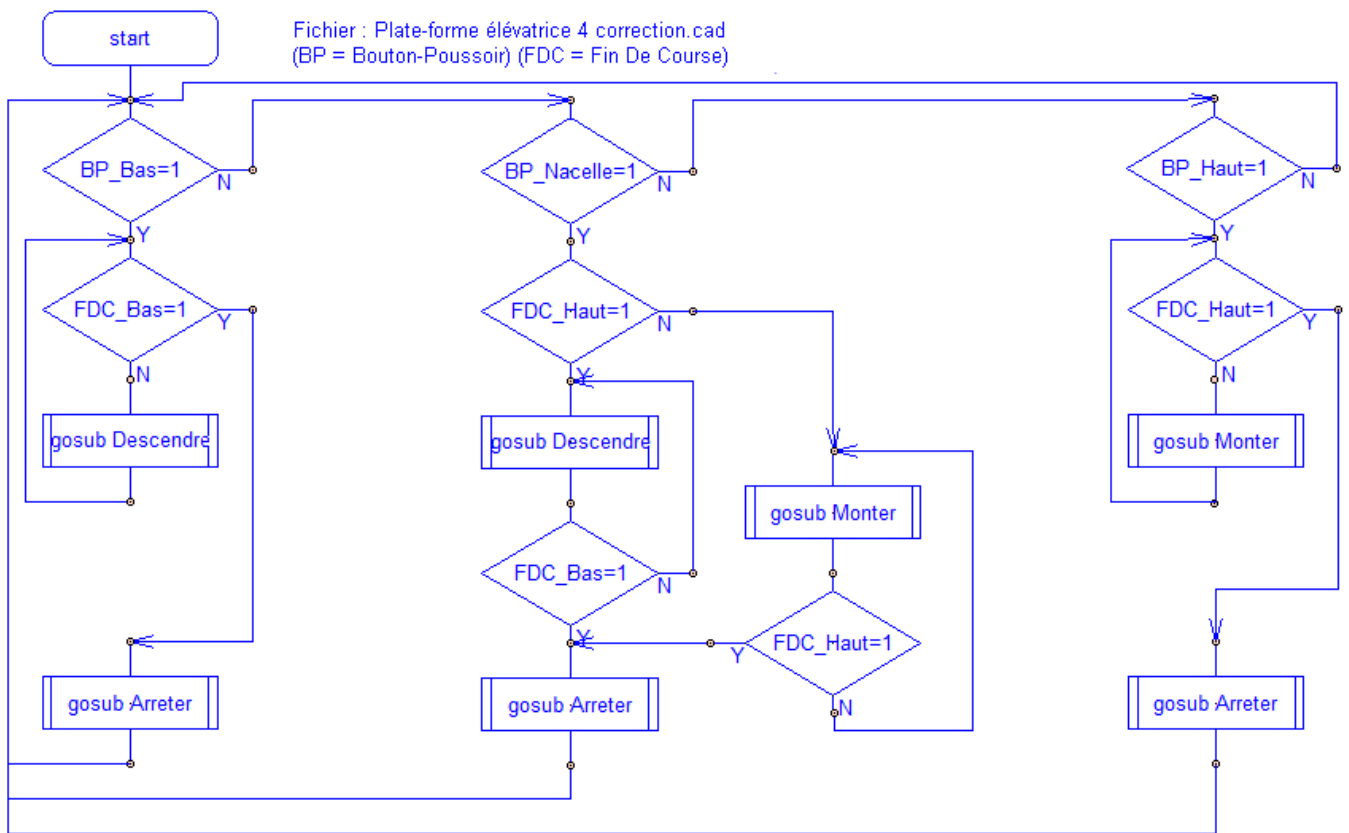 start
Fichier : Plate-forme élévatrice 4 correction.cad
(BP = Bouton-Poussoir) (FDC = Fin De Course)
BP_Bas=1
N
Y
BP_Nacelle=1
N
Y
BP_Haut=1
N
Y
FDC_Bas=1
Y
N
FDC_Haut=1
N
Y
FDC_Haut=1
Y
N
gosub Descendre
gosub Descendre
gosub Monter
gosub Monter
FDC_Bas=1
N
Y
FDC_Haut=1
Y
N
gosub Arreter
gosub Arreter
gosub Arreter